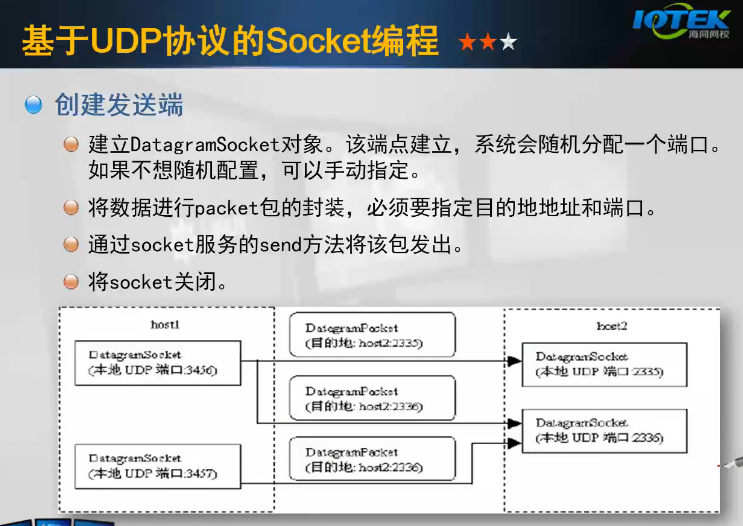 基于UDP协议的Socket编程
IOTEK
海同网校
创建发送端
建立DatagramSocket对象。该端点建立，系统会随机分配一个端口。
如果不想随机配置，可以手动指定。
将数据进行packet包的封装，必须要指定目的地地址和端口。
通过socket服务的send方法将该包发出。
将socket关闭。
host1
DatagramSocket
(本地 UDP 端口:3456)
DatagramSocket
(本地 UDP 端口:3457)
DatagramPacket
(目的地: host2:2335)
DatagramPacket
(目的地: host2:2336)
DatagramPacket
(目的地: host2:2336)
host2
DatagramSocket
(本地 UDP 端口:2335)
DatagramSocket
(本地 UDP 端口:2336)